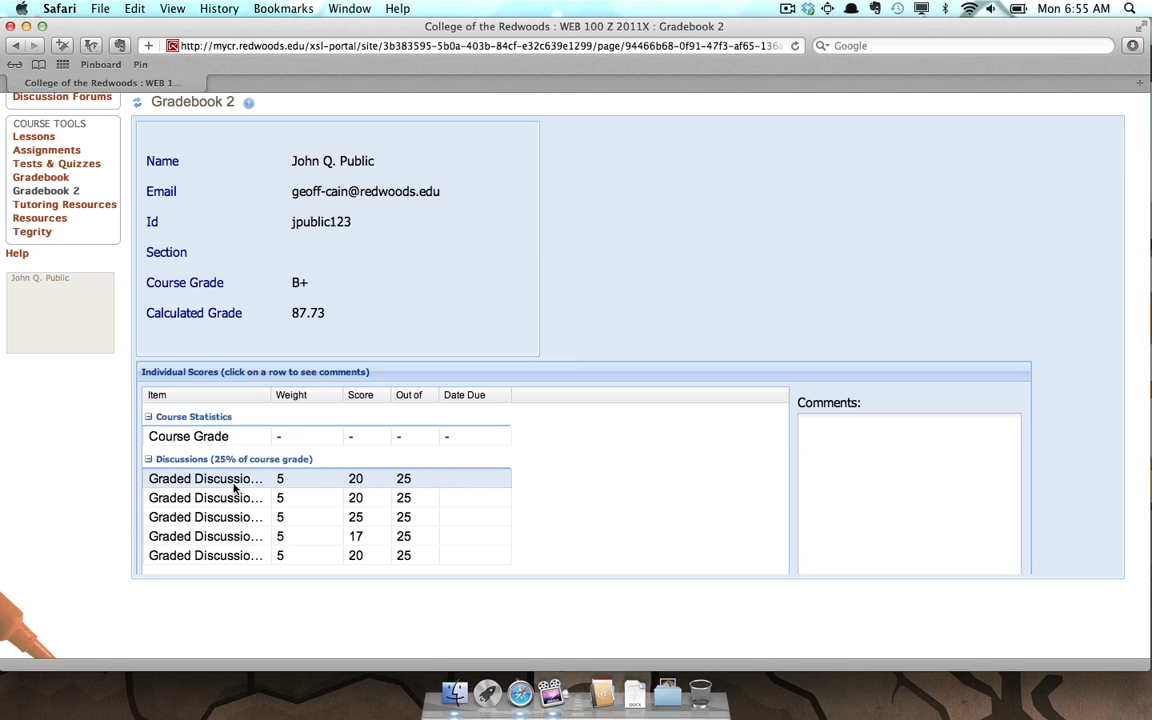 Safari File Edit View History Bookmarks Window Help Mon 6:55 AM
College of the Redwoods : WEB 100 Z 2011X : Gradebook 2
http://mycr.redwoods.edu/xsl-portal/site/3b383595-5b0a-403b-84cf-e32c639e1299/page/94466b68-0f91-47f3-af65-136a
Google
Pinboard Pin
College of the Redwoods : WEB 1...
Discussion Forums
COURSE TOOLS
Lessons
Assignments
Tests & Quizzes
Gradebook
Gradebook 2
Tutoring Resources
Resources
Tegrity
Help
John Q. Public
Gradebook 2
Name John Q. Public
Email geoff-cain@redwoods.edu
Id jpublic123
Section
Course Grade B+
Calculated Grade 87.73
Individual Scores (click on a row to see comments)
Item Weight Score Out of Date Due
Course Statistics
Course Grade - - - -
Discussions (25% of course grade)
Graded Discussio... 5 20 25
Graded Discussio... 5 20 25
Graded Discussio... 5 25 25
Graded Discussio... 5 17 25
Graded Discussio... 5 20 25
Comments:
DOCX